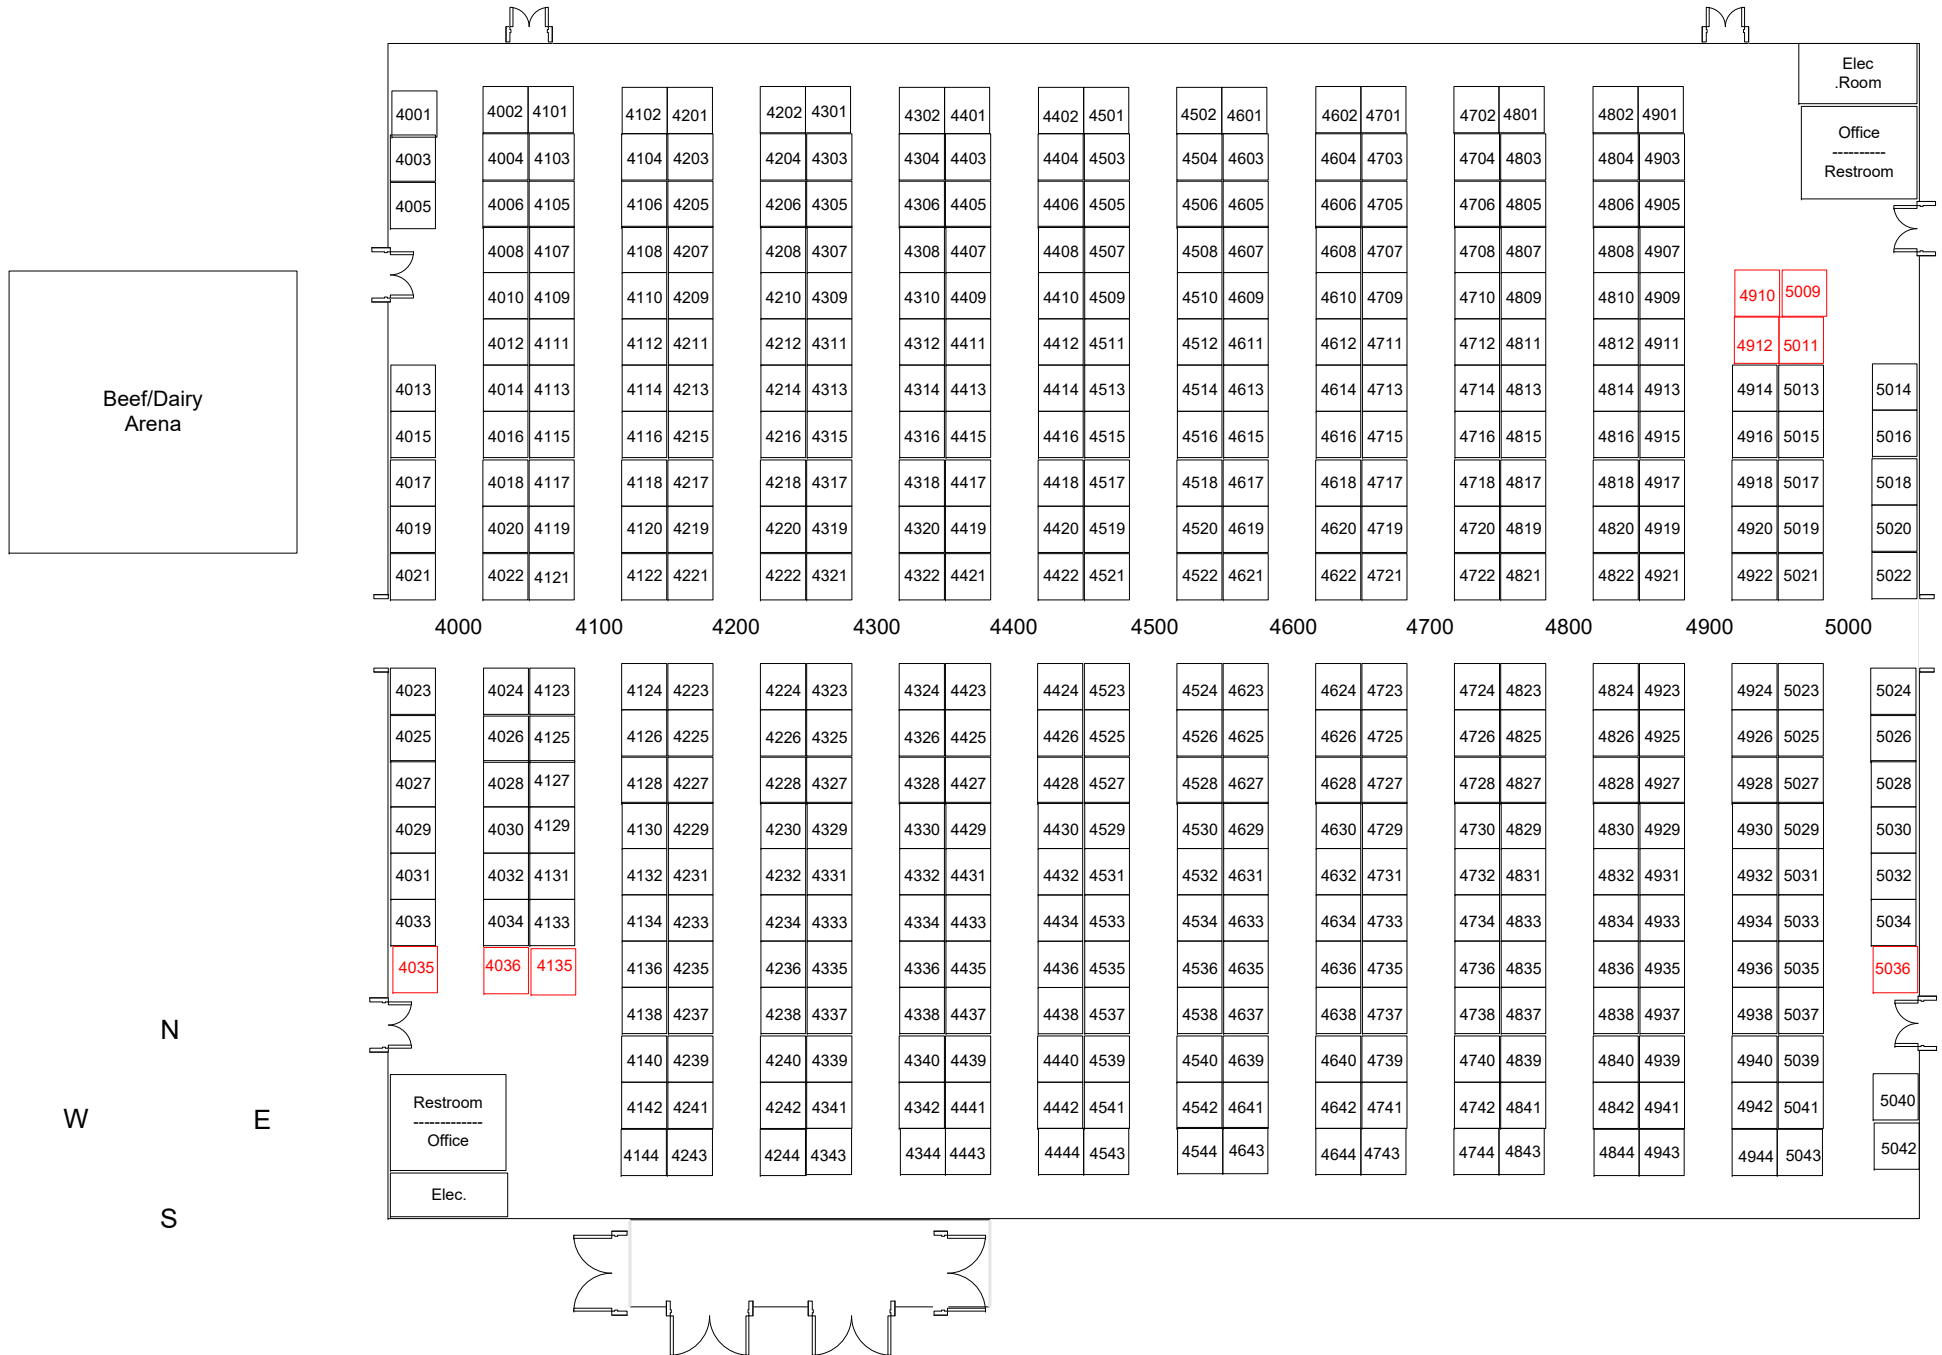 Elec
.Room
4001 4002 4101 4102 4201 4202 4301 4302 4401 4402 4501 4502 4601 4602 4701 4702 4801 4802 4901
Office
----------
Restroom
4003 4004 4103 4104 4203 4204 4303 4304 4403 4404 4503 4504 4603 4604 4703 4704 4803 4804 4903
4005 4006 4105 4106 4205 4206 4305 4306 4405 4406 4505 4506 4605 4606 4705 4706 4805 4806 4905
4008 4107 4108 4207 4208 4307 4308 4407 4408 4507 4508 4607 4608 4707 4708 4807 4808 4907
4010 4109 4110 4209 4210 4309 4310 4409 4410 4509 4510 4609 4610 4709 4710 4809 4810 4909 4910 5009
4012 4111 4112 4211 4212 4311 4312 4411 4412 4511 4512 4611 4612 4711 4712 4811 4812 4911 4912 5011
Beef/Dairy
Arena
4013 4014 4113 4114 4213 4214 4313 4314 4413 4414 4513 4514 4613 4614 4713 4714 4813 4814 4913 4914 5013 5014
4015 4016 4115 4116 4215 4216 4315 4316 4415 4416 4515 4516 4615 4616 4715 4716 4815 4816 4915 4916 5015 5016
4017 4018 4117 4118 4217 4218 4317 4318 4417 4418 4517 4518 4617 4618 4717 4718 4817 4818 4917 4918 5017 5018
4019 4020 4119 4120 4219 4220 4319 4320 4419 4420 4519 4520 4619 4620 4719 4720 4819 4820 4919 4920 5019 5020
4021 4022 4121 4122 4221 4222 4321 4322 4421 4422 4521 4522 4621 4622 4721 4722 4821 4822 4921 4922 5021 5022
4000 4100 4200 4300 4400 4500 4600 4700 4800 4900 5000
4023 4024 4123 4124 4223 4224 4323 4324 4423 4424 4523 4524 4623 4624 4723 4724 4823 4824 4923 4924 5023 5024
4025 4026 4125 4126 4225 4226 4325 4326 4425 4426 4525 4526 4625 4626 4725 4726 4825 4826 4925 4926 5025 5026
4027 4028 4127 4128 4227 4228 4327 4328 4427 4428 4527 4528 4627 4628 4727 4728 4827 4828 4927 4928 5027 5028
4029 4030 4129 4130 4229 4230 4329 4330 4429 4430 4529 4530 4629 4630 4729 4730 4829 4830 4929 4930 5029 5030
4031 4032 4131 4132 4231 4232 4331 4332 4431 4432 4531 4532 4631 4632 4731 4732 4831 4832 4931 4932 5031 5032
4033 4034 4133 4134 4233 4234 4333 4334 4433 4434 4533 4534 4633 4634 4733 4734 4833 4834 4933 4934 5033 5034
4035 4036 4135 4136 4235 4236 4335 4336 4435 4436 4535 4536 4635 4636 4735 4736 4835 4836 4935 4936 5035 5036
4138 4237 4238 4337 4338 4437 4438 4537 4538 4637 4638 4737 4738 4837 4838 4937 4938 5037
4140 4239 4240 4339 4340 4439 4440 4539 4540 4639 4640 4739 4740 4839 4840 4939 4940 5039
4142 4241 4242 4341 4342 4441 4442 4541 4542 4641 4642 4741 4742 4841 4842 4941 4942 5041 5040
4144 4243 4244 4343 4344 4443 4444 4543 4544 4643 4644 4743 4744 4843 4844 4943 4944 5043 5042
Restroom
-------------
Office
Elec.
N
W E
S